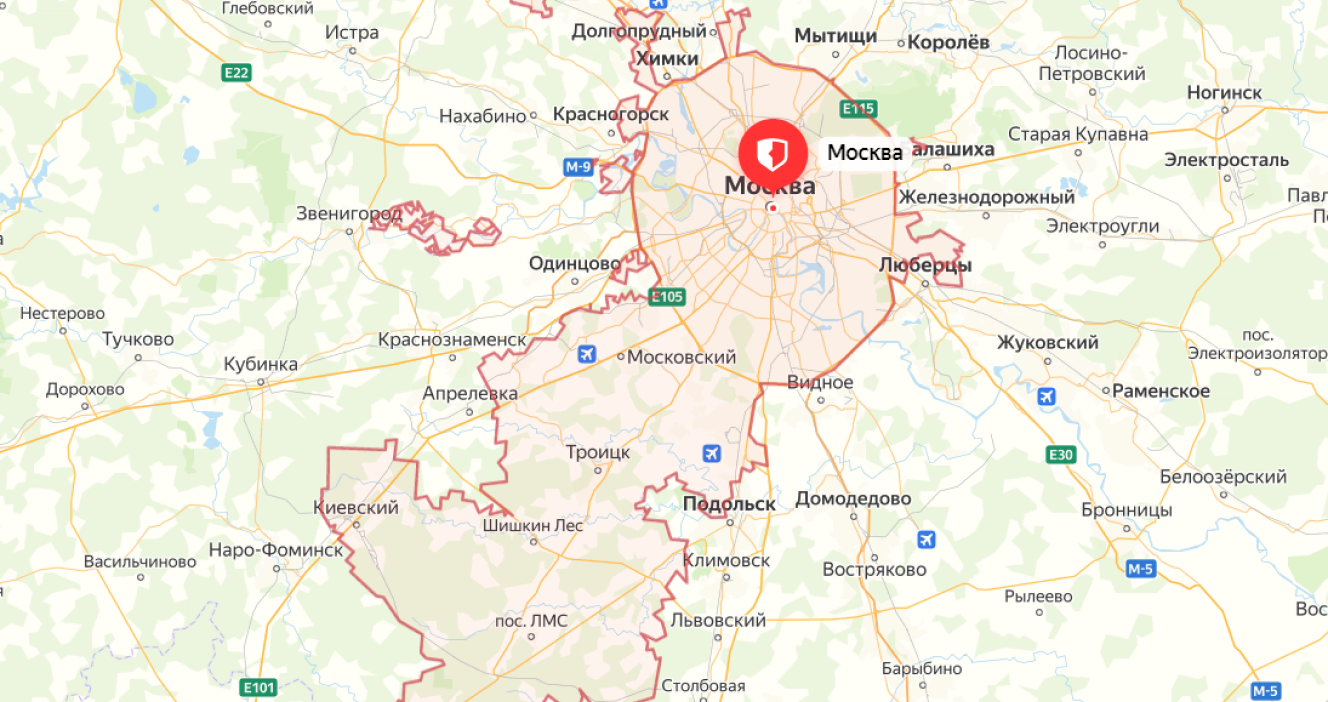 Глебовский
Истра
Долгопрудный
Мытищи
Королёв
Химки
Лосино-
Петровский
E22
Ногинск
E115
Нахабино
Красногорск
Старая Купавна
Москва
алашиха
Электросталь
М-9
Москва
Железнодорожный
Звенигород
Электроугли
Одинцово
Люберцы
E105
Нестерово
Тучково
Краснознаменск
Жуковский
пос.
Электроизолятор
Кубинка
Московский
Дорохово
Апрелевка
Видное
Раменское
Троицк
E30
Белоозёрский
Киевский
Подольск
Домодедово
Бронницы
Шишкин Лес
Наро-Фоминск
Васильчиново
Климовск
Востряково
М-5
Рылеево
пос. ЛМС
Львовский
Барыбино
E101
Столбовая
М-5